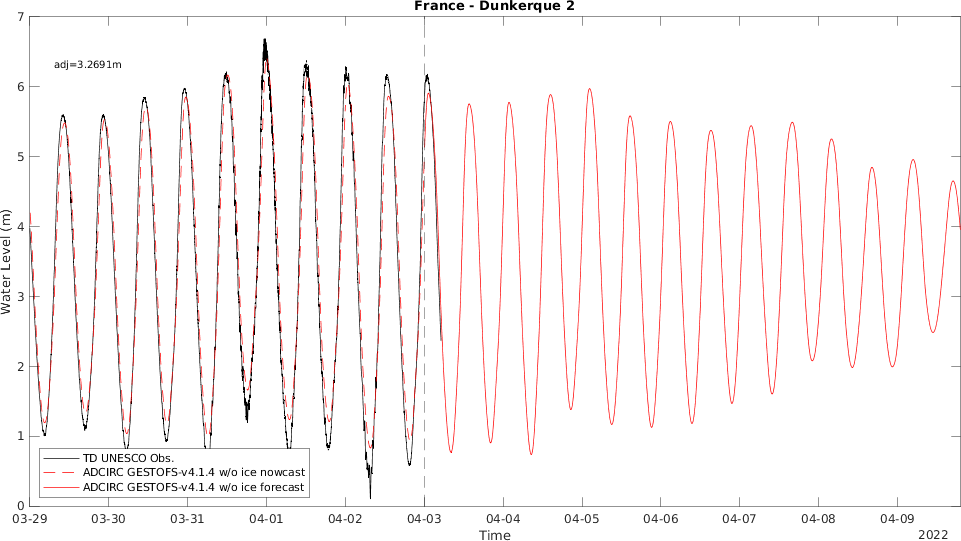 France - Dunkerque 2
adj=3.2691m
Water Level (m)
7
6
5
4
3
2
1
0
TD UNESCO Obs.
ADCIRC GESTOFS-v4.1.4 w/o ice nowcast
ADCIRC GESTOFS-v4.1.4 w/o ice forecast
03-29 03-30 03-31 04-01 04-02 04-03 04-04 04-05 04-06 04-07 04-08 04-09
Time
2022